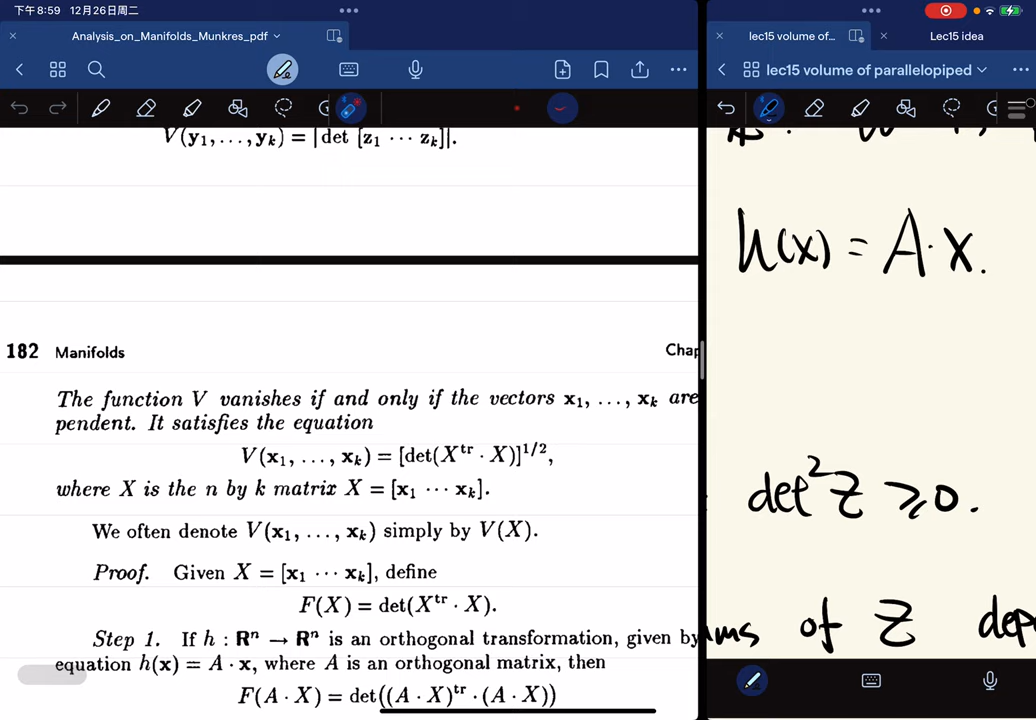 下午8:59 12月26日周二
Analysis_on_Manifolds_Munkres_pdf
V(y₁, ..., yₖ) = |det [z₁ ··· zₖ]|.
182 Manifolds
Chap
The function V vanishes if and only if the vectors x₁, ..., xₖ are
pendent. It satisfies the equation
V(x₁, ..., xₖ) = [det(Xᵗʳ · X)]^{1/2},
where X is the n by k matrix X = [x₁ ··· xₖ].
We often denote V(x₁, ..., xₖ) simply by V(X).
Proof. Given X = [x₁ ··· xₖ], define
F(X) = det(Xᵗʳ · X).
Step 1. If h : Rⁿ → Rⁿ is an orthogonal transformation, given by
equation h(x) = A · x, where A is an orthogonal matrix, then
F(A · X) = det((A · X)ᵗʳ · (A · X))
lec15 volume of...
Lec15 idea
lec15 volume of parallelopiped
h(x) = A·x.
det²Z ⩾0.
of Z dep